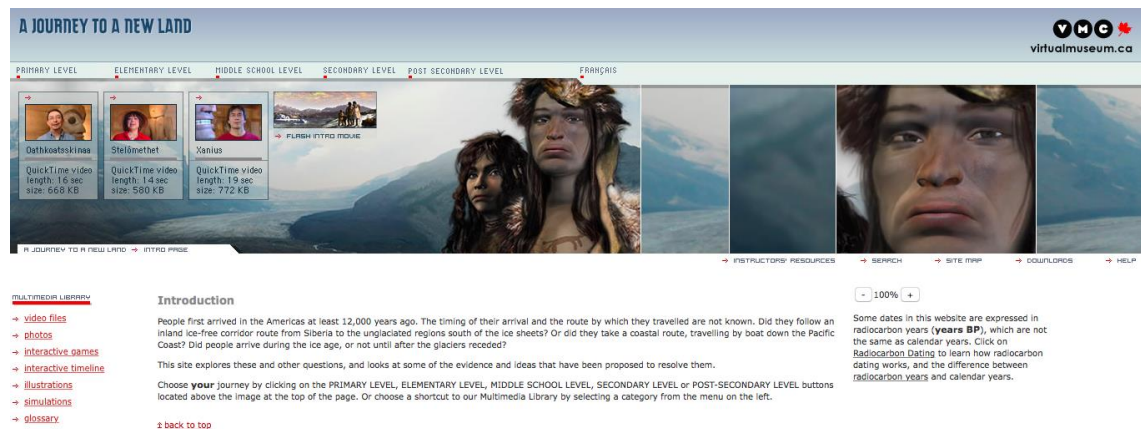 A JOURNEY TO A NEW LAND
VMC
virtualmuseum.ca
PRIMARY LEVEL
ELEMENTARY LEVEL
MIDDLE SCHOOL LEVEL
SECONDARY LEVEL
POST SECONDARY LEVEL
FRANÇAIS
Oathkoatsskinaa
QuickTime video
length: 16 sec
size: 668 KB
Stelómethet
QuickTime video
length: 14 sec
size: 580 KB
Xanius
QuickTime video
length: 19 sec
size: 772 KB
→ FLASH INTRO MOVIE
A JOURNEY TO A NEW LAND → INTRO PAGE
→ INSTRUCTORS' RESOURCES
→ SEARCH
→ SITE MAP
→ DOWNLOADS
→ HELP
MULTIMEDIA LIBRARY
→ video files
→ photos
→ interactive games
→ interactive timeline
→ illustrations
→ simulations
→ glossary
Introduction
People first arrived in the Americas at least 12,000 years ago. The timing of their arrival and the route by which they travelled are not known. Did they follow an
inland ice-free corridor route from Siberia to the unglaciated regions south of the ice sheets? Or did they take a coastal route, travelling by boat down the Pacific
Coast? Did people arrive during the ice age, or not until after the glaciers receded?
This site explores these and other questions, and looks at some of the evidence and ideas that have been proposed to resolve them.
Choose your journey by clicking on the PRIMARY LEVEL, ELEMENTARY LEVEL, MIDDLE SCHOOL LEVEL, SECONDARY LEVEL or POST-SECONDARY LEVEL buttons
located above the image at the top of the page. Or choose a shortcut to our Multimedia Library by selecting a category from the menu on the left.
↥ back to top
- 100% +
Some dates in this website are expressed in
radiocarbon years (years BP), which are not
the same as calendar years. Click on
Radiocarbon Dating to learn how radiocarbon
dating works, and the difference between
radiocarbon years and calendar years.